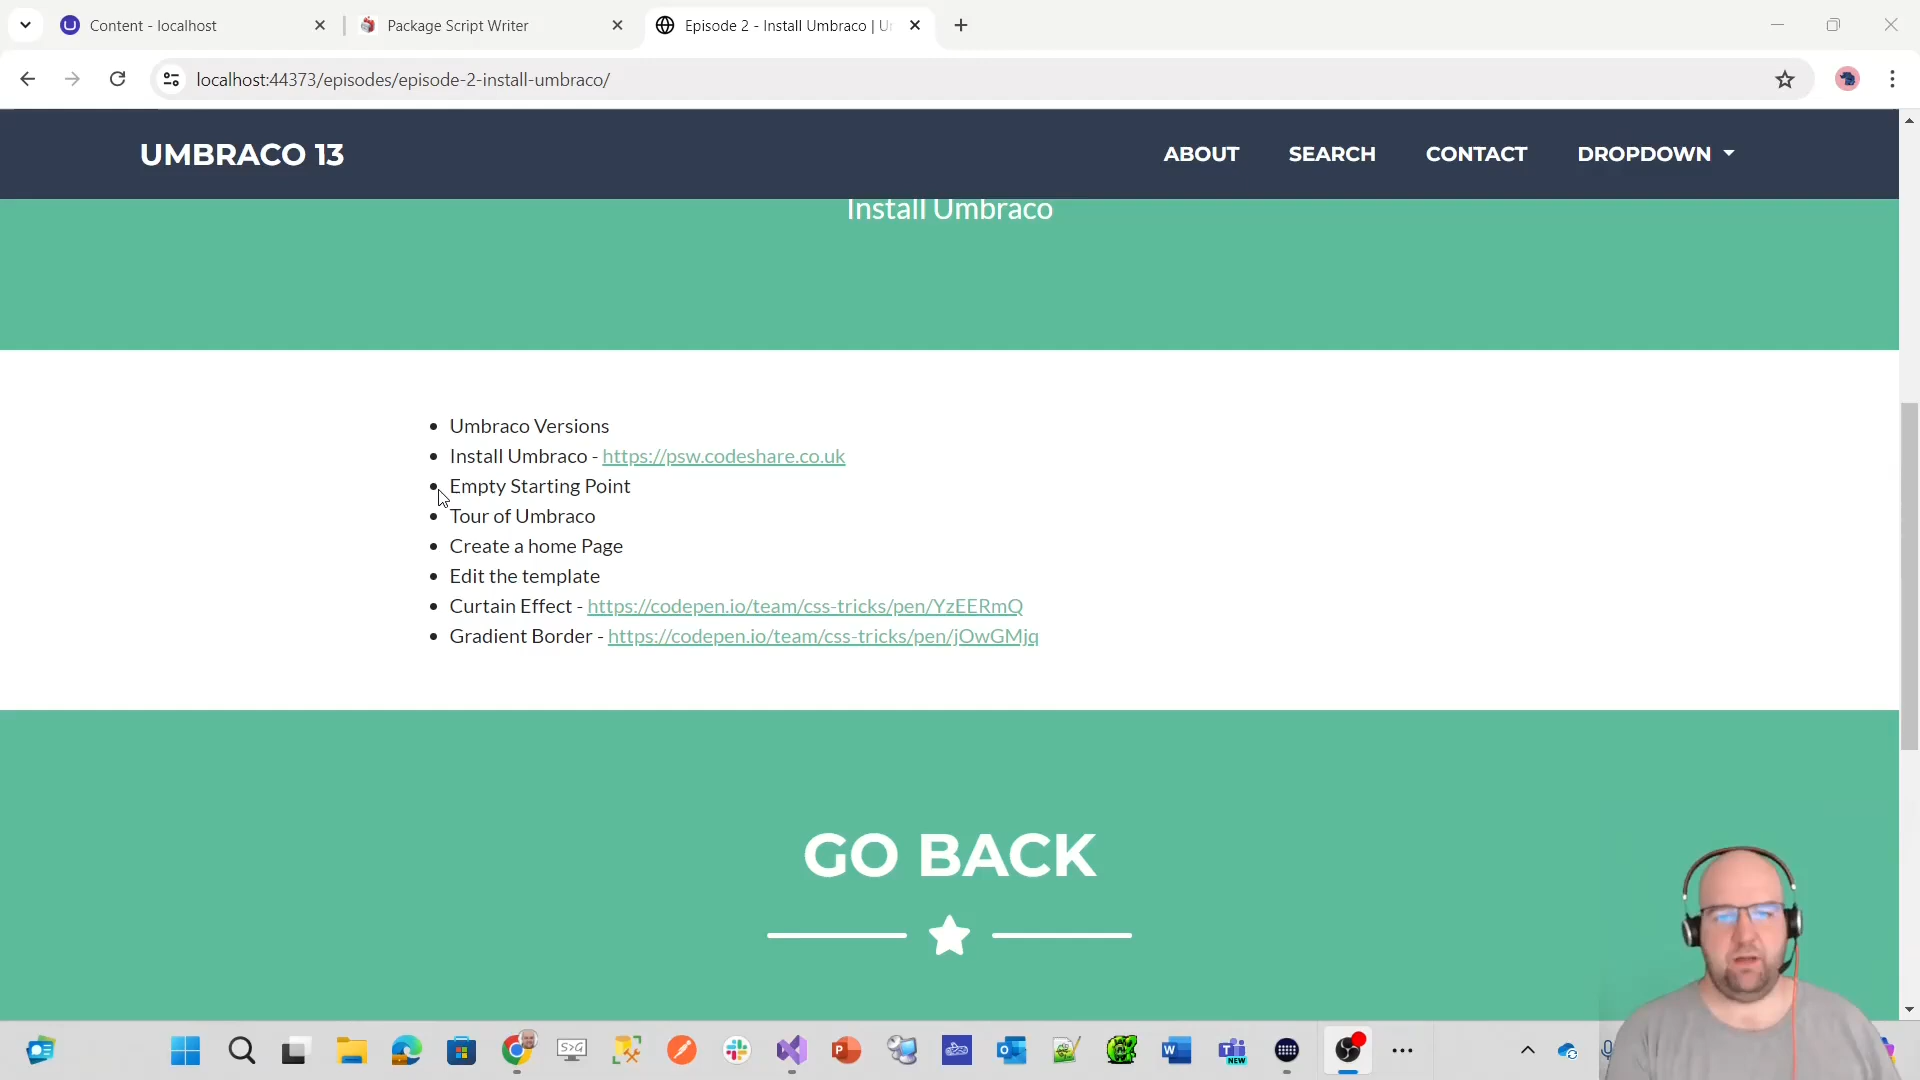 Content - localhost
Package Script Writer
Episode 2 - Install Umbraco | U
localhost:44373/episodes/episode-2-install-umbraco/
UMBRACO 13
ABOUT
SEARCH
CONTACT
DROPDOWN
Install Umbraco
Umbraco Versions
Install Umbraco - https://psw.codeshare.co.uk
Empty Starting Point
Tour of Umbraco
Create a home Page
Edit the template
Curtain Effect - https://codepen.io/team/css-tricks/pen/YzEERmQ
Gradient Border - https://codepen.io/team/css-tricks/pen/jOwGMjq
GO BACK
S>G
NEW